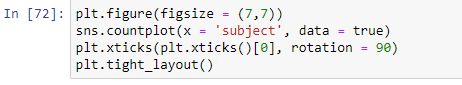 In [72]: plt.figure(figsize = (7,7))
sns.countplot(x = 'subject', data = true)
plt.xticks(plt.xticks()[0], rotation = 90)
plt.tight_layout()